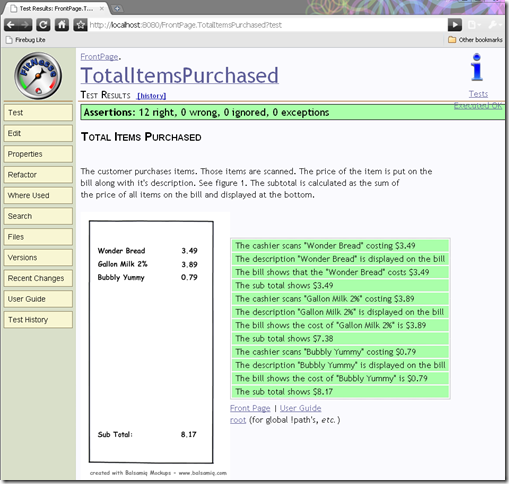 Test Results: FrontPage.T...
http://localhost:8080/FrontPage.TotalItemsPurchased?test
Firebug Lite
Other bookmarks
FitNesse
Test
Edit
Properties
Refactor
Where Used
Search
Files
Versions
Recent Changes
User Guide
Test History
FrontPage.
TotalItemsPurchased
Test Results [history]
Tests
Executed OK
Assertions: 12 right, 0 wrong, 0 ignored, 0 exceptions
Total Items Purchased
The customer purchases items. Those items are scanned. The price of the item is put on the
bill along with it's description. See figure 1. The subtotal is calculated as the sum of
the price of all items on the bill and displayed at the bottom.
Wonder Bread 3.49
Gallon Milk 2% 3.89
Bubbly Yummy 0.79
Sub Total: 8.17
created with Balsamiq Mockups - www.balsamiq.com
The cashier scans "Wonder Bread" costing $3.49
The description "Wonder Bread" is displayed on the bill
The bill shows that the "Wonder Bread" costs $3.49
The sub total shows $3.49
The cashier scans "Gallon Milk 2%" costing $3.89
The description "Gallon Milk 2%" is displayed on the bill
The bill shows the cost of "Gallon Milk 2%" is $3.89
The sub total shows $7.38
The cashier scans "Bubbly Yummy" costing $0.79
The description "Bubbly Yummy" is displayed on the bill
The bill shows the cost of "Bubbly Yummy" is $0.79
The sub total shows $8.17
Front Page | User Guide
root (for global !path's, etc.)